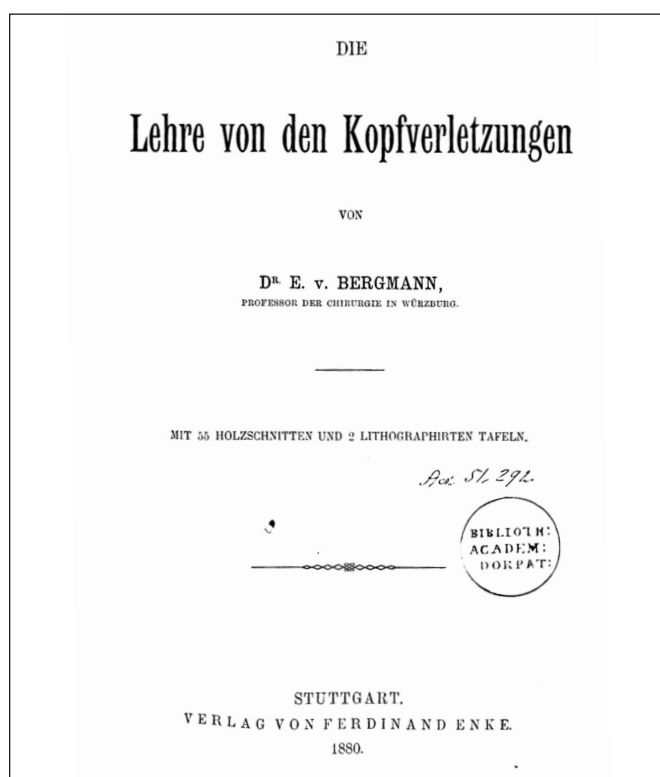 DIE
Lehre von den Kopfverletzungen
VON
DR. E. v. BERGMANN,
PROFESSOR DER CHIRURGIE IN WÜRZBURG.
MIT 55 HOLZSCHNITTEN UND 2 LITHOGRAPHIRTEN TAFELN.
51,292.
BIBLIOTH:
ACADEM:
DORPAT:
STUTTGART.
VERLAG VON FERDINAND ENKE.
1880.